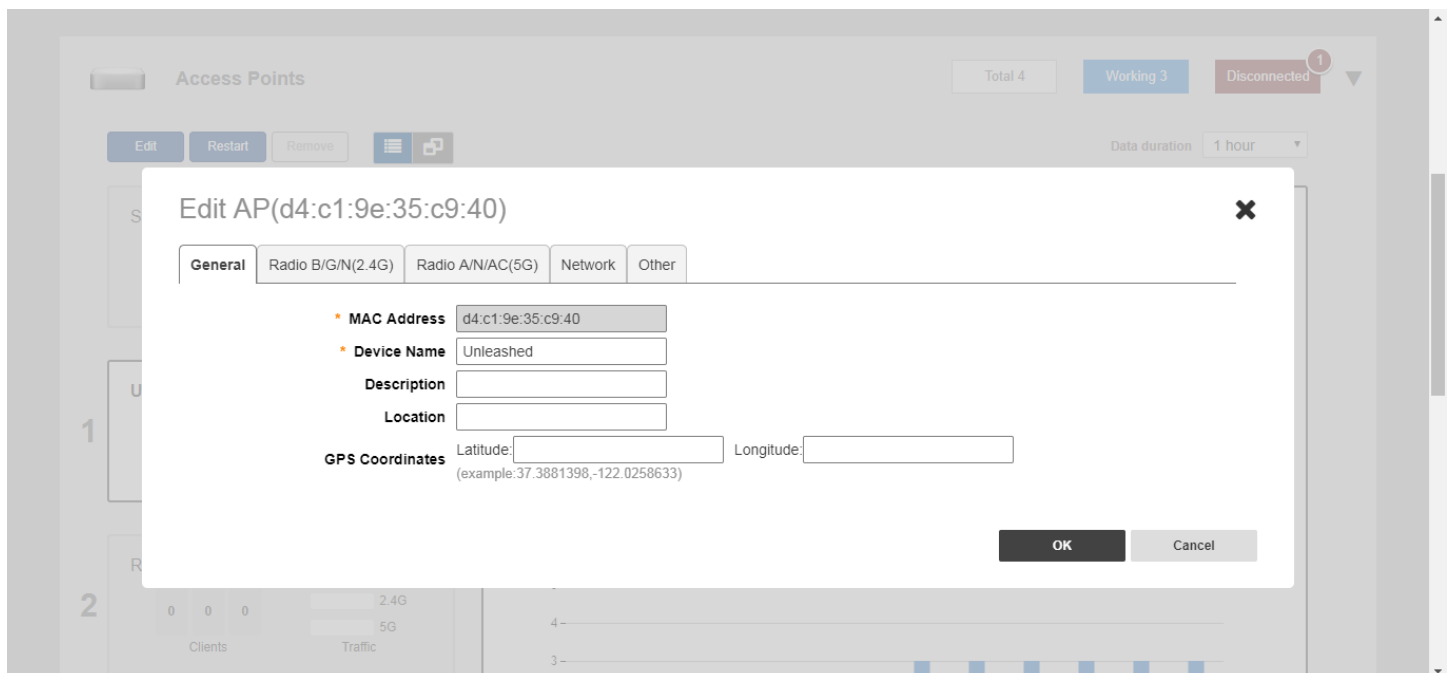 Access Points
Total 4
Working 3
Disconnected
1
Edit
Restart
Remove
Data duration
1 hour
S
Edit AP(d4:c1:9e:35:c9:40)
General
Radio B/G/N(2.4G)
Radio A/N/AC(5G)
Network
Other
* MAC Address d4:c1:9e:35:c9:40
* Device Name Unleashed
Description
Location
GPS Coordinates Latitude: Longitude:
(example:37.3881398,-122.0258633)
OK
Cancel
U
1
R
2
0 0 0
2.4G
5G
Clients
Traffic
4
3